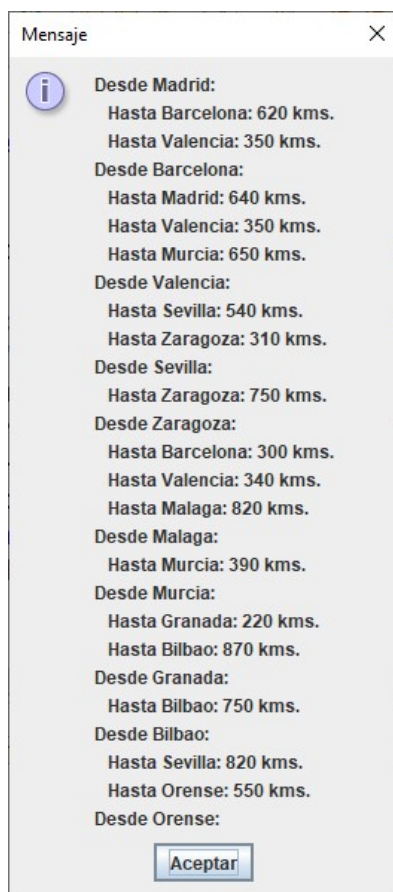 Mensaje
Desde Madrid:
Hasta Barcelona: 620 kms.
Hasta Valencia: 350 kms.
Desde Barcelona:
Hasta Madrid: 640 kms.
Hasta Valencia: 350 kms.
Hasta Murcia: 650 kms.
Desde Valencia:
Hasta Sevilla: 540 kms.
Hasta Zaragoza: 310 kms.
Desde Sevilla:
Hasta Zaragoza: 750 kms.
Desde Zaragoza:
Hasta Barcelona: 300 kms.
Hasta Valencia: 340 kms.
Hasta Malaga: 820 kms.
Desde Malaga:
Hasta Murcia: 390 kms.
Desde Murcia:
Hasta Granada: 220 kms.
Hasta Bilbao: 870 kms.
Desde Granada:
Hasta Bilbao: 750 kms.
Desde Bilbao:
Hasta Sevilla: 820 kms.
Hasta Orense: 550 kms.
Desde Orense:
Aceptar